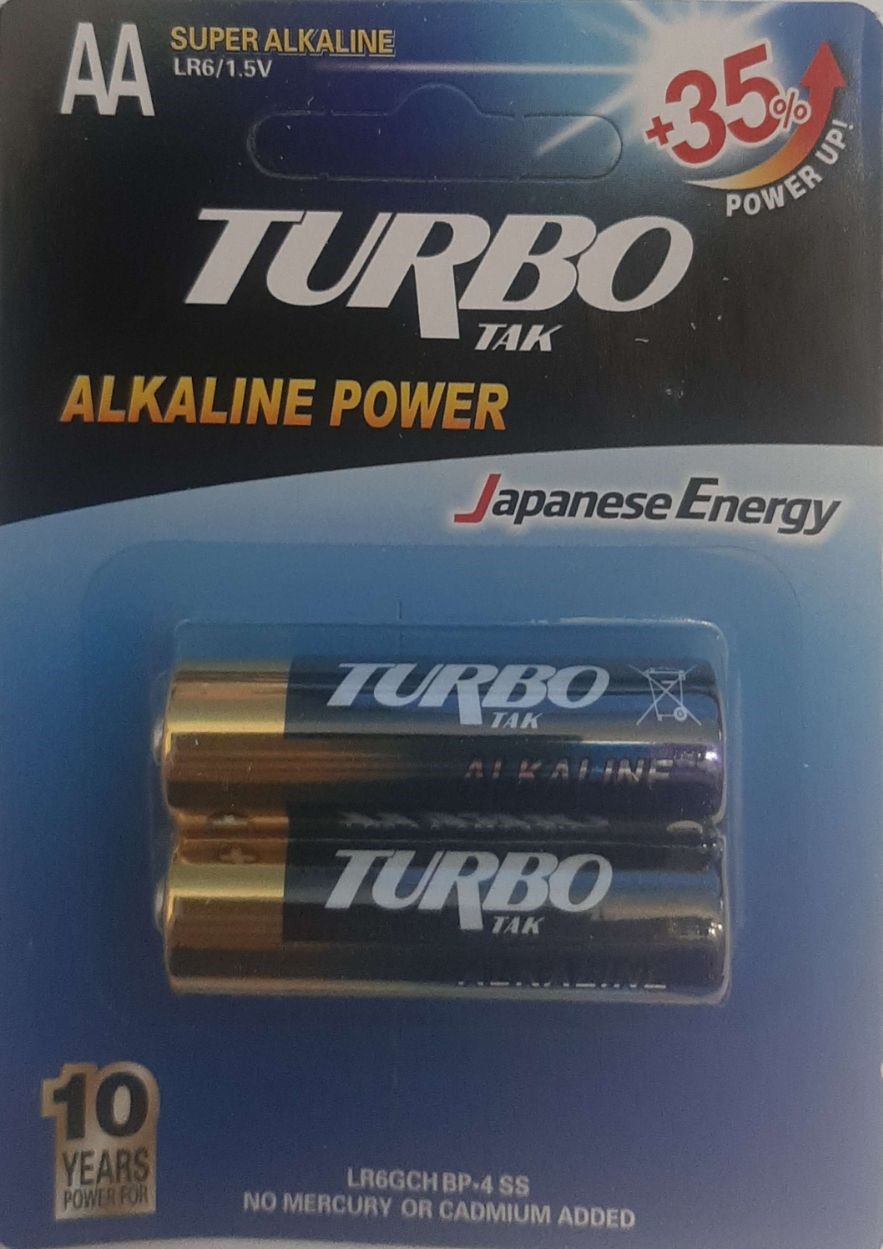 AA
SUPER ALKALINE
LR6/1.5V
+35%
POWER UP!
TURBO
TAK
ALKALINE POWER
Japanese Energy
TURBO
TAK
ALKALINE
TURBO
TAK
ALKALINE
10
YEARS
POWER FOR
LR6GCH BP-4 SS
NO MERCURY OR CADMIUM ADDED